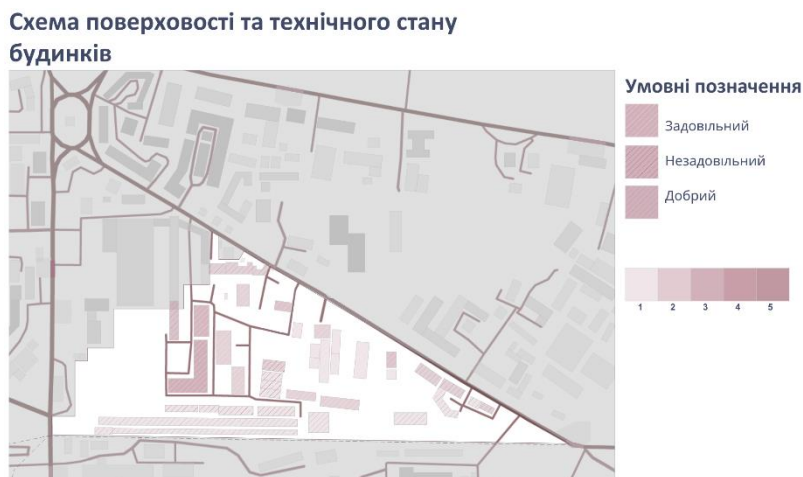 Схема поверховості та технічного стану
будинків
Умовні позначення
Задовільний
Незадовільний
Добрий
1 2 3 4 5